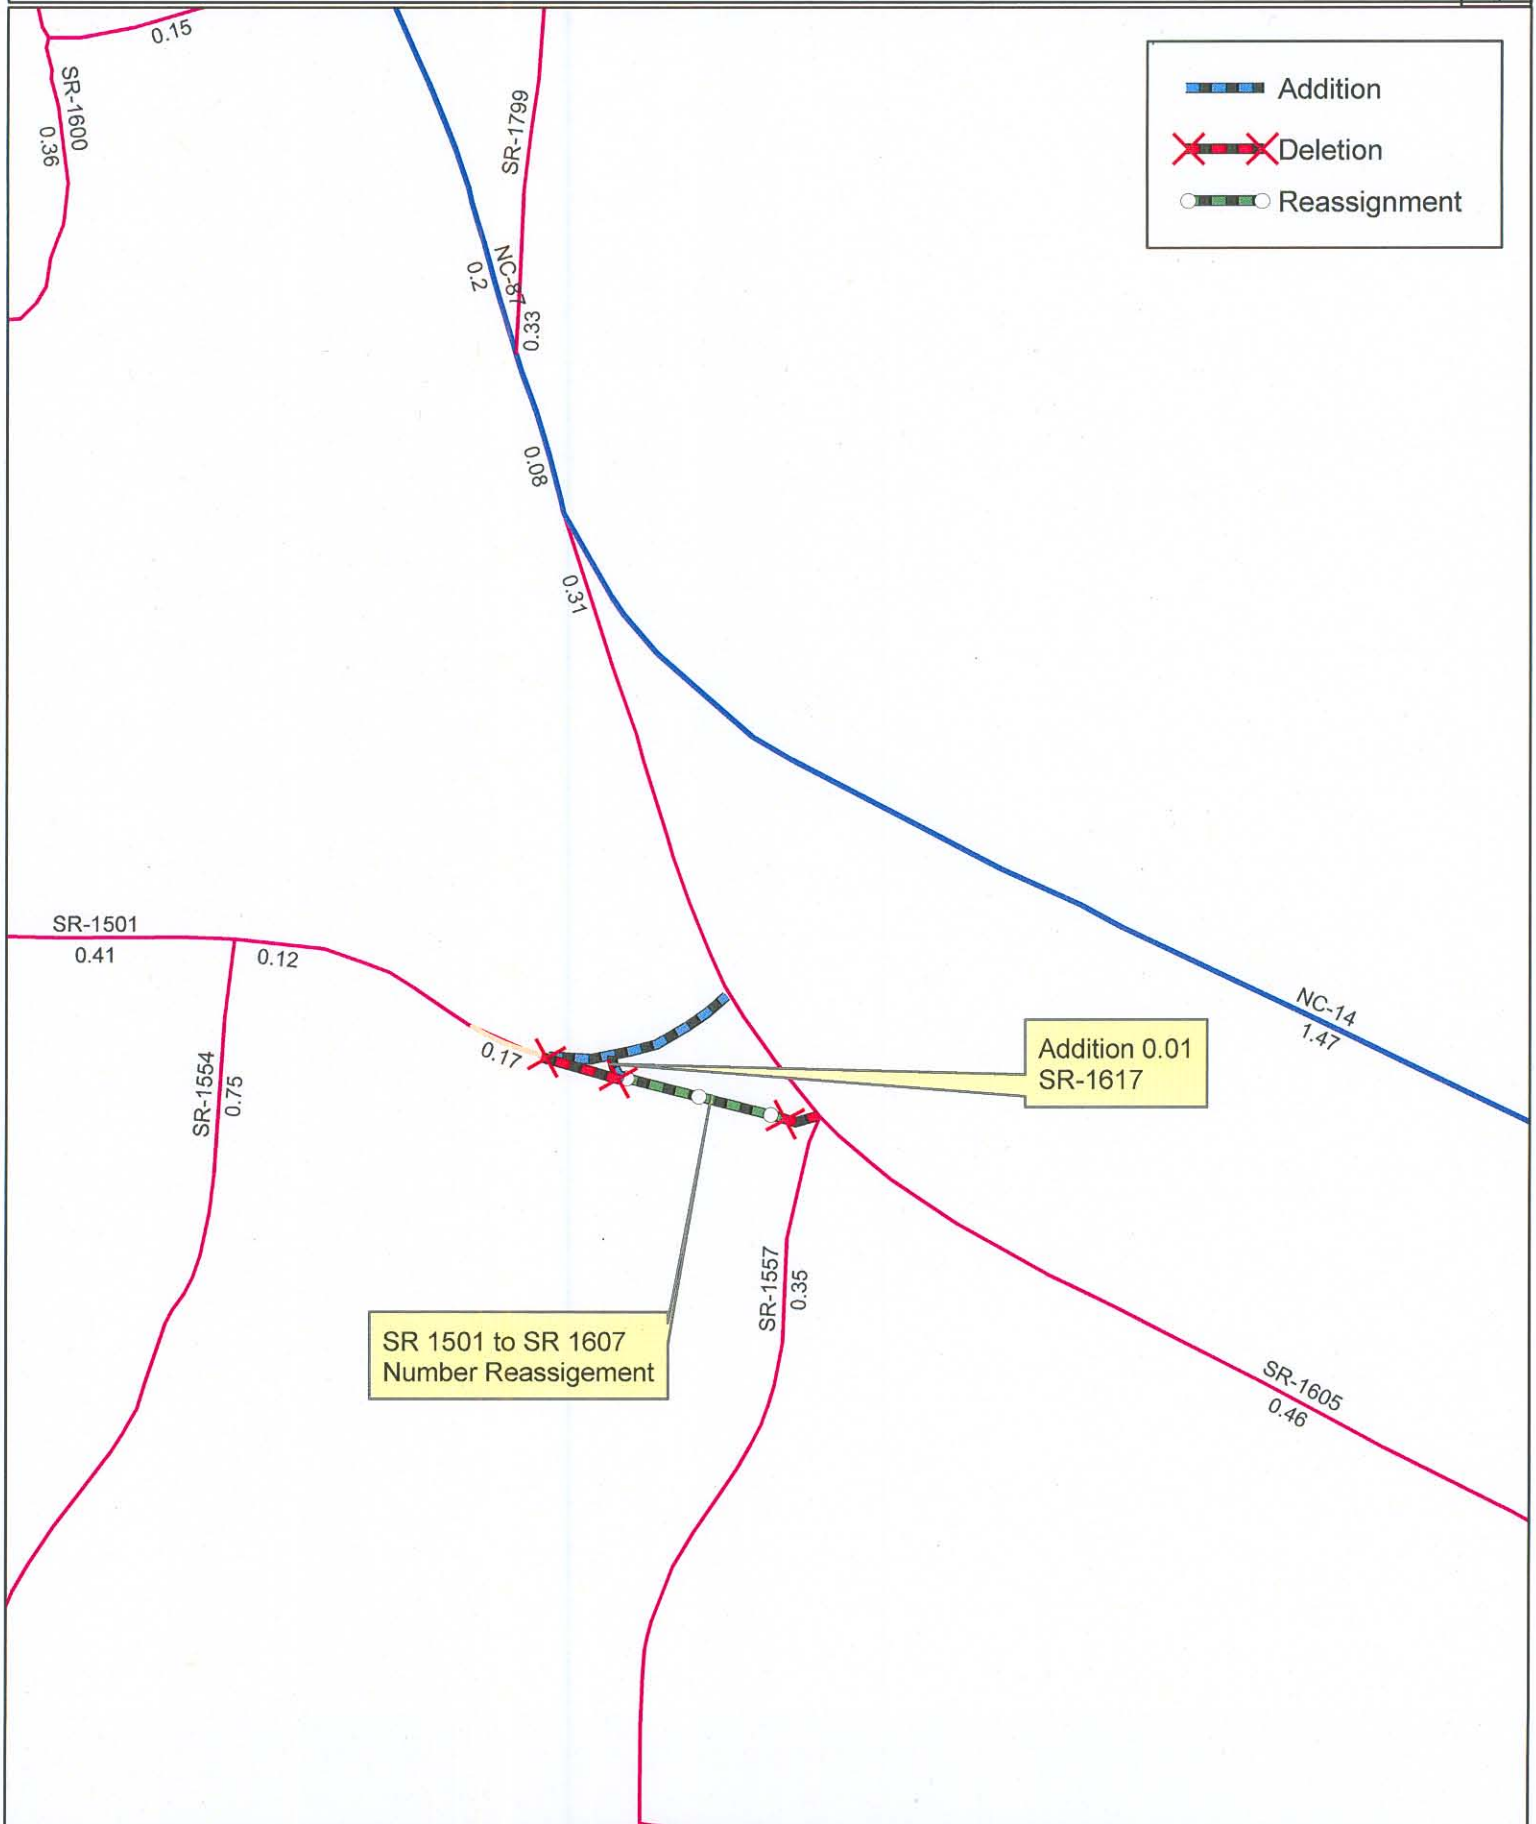 0.15
SR-1600
0.36
SR-1799
NC-87
0.2
0.33
Addition
Deletion
Reassignment
0.08
0.31
SR-1501
0.41
0.12
NC-14
1.47
0.17
Addition 0.01
SR-1617
SR-1554
0.75
SR-1557
0.35
SR 1501 to SR 1607
Number Reassigement
SR-1605
0.46